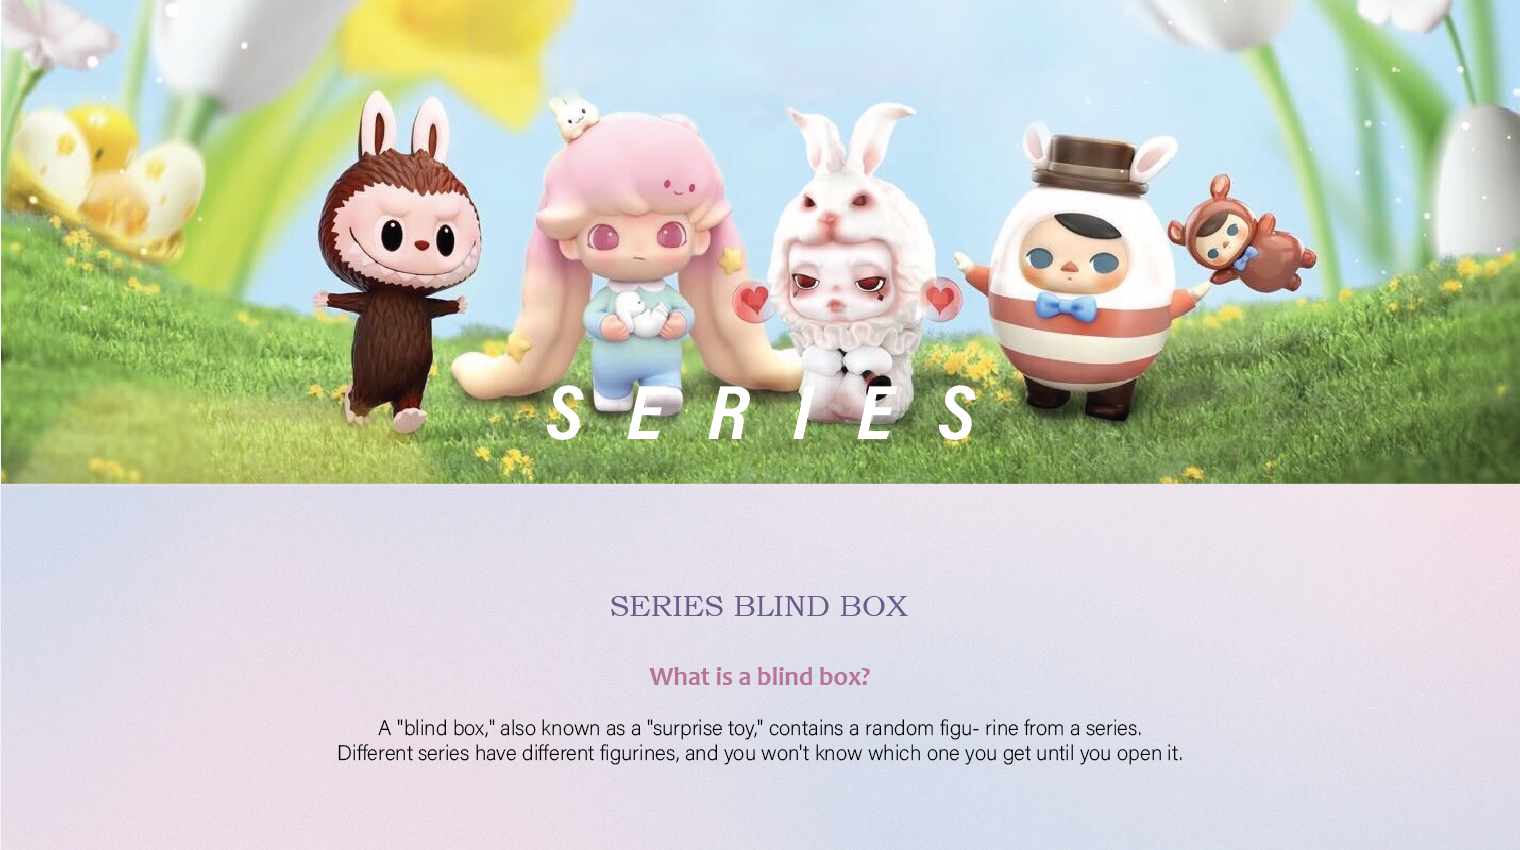 SERIES
SERIES BLIND BOX
What is a blind box?
A "blind box," also known as a "surprise toy," contains a random figu- rine from a series.
Different series have different figurines, and you won't know which one you get until you open it.